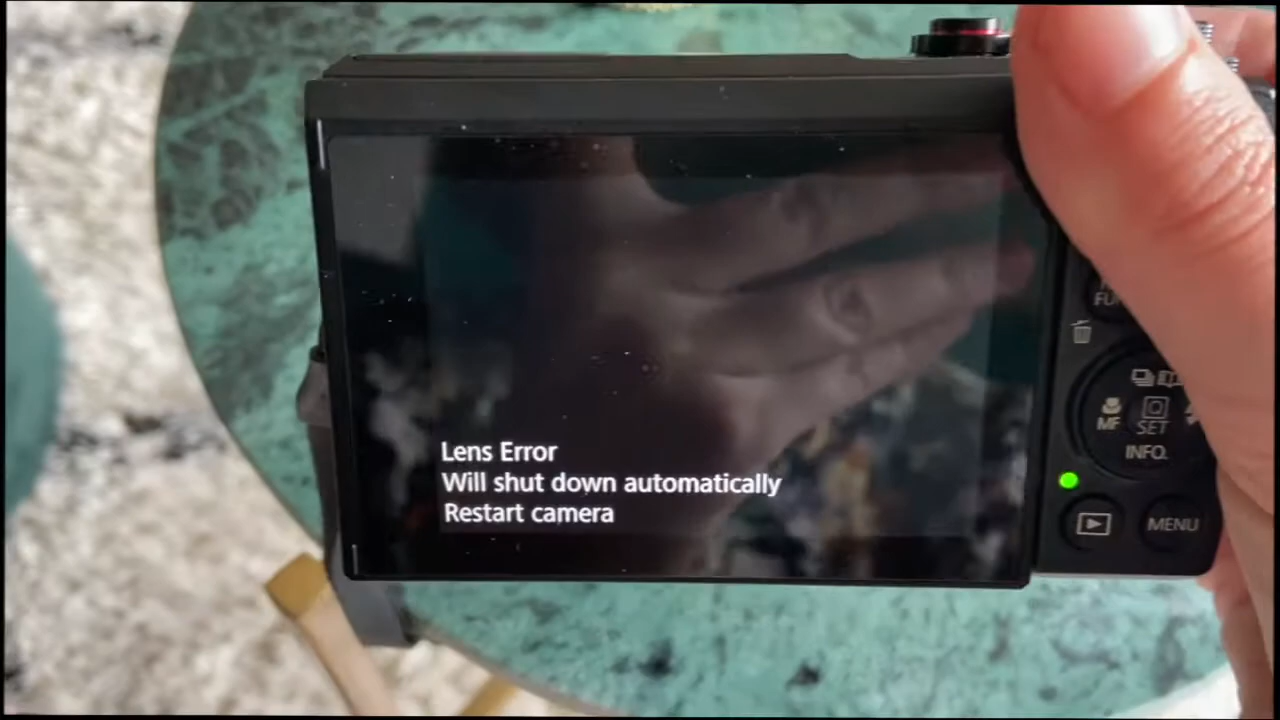 Lens Error
Will shut down automatically
Restart camera
MF
SET
INFO.
MENU